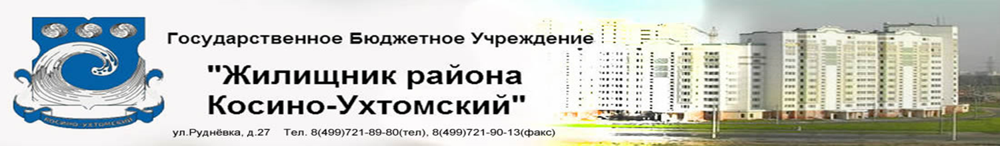 Государственное Бюджетное Учреждение
"Жилищник района
Косино-Ухтомский"
ул.Руднёвка, д.27 Тел. 8(499)721-89-80(тел), 8(499)721-90-13(факс)
КОСИНО-УХТОМСКИЙ